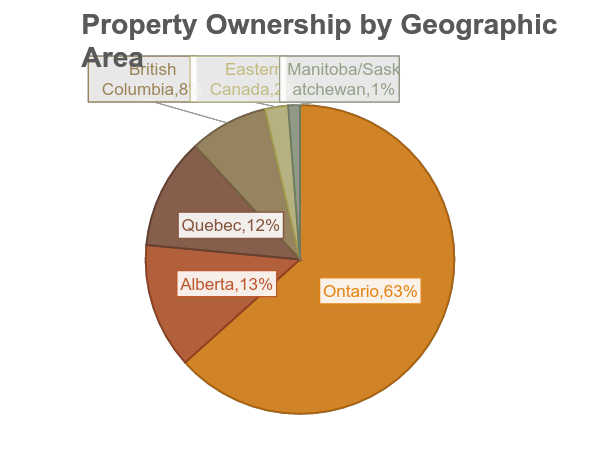 Property Ownership by Geographic
Area
British
Columbia,8
Eastern
Canada,2
Manitoba/Sask
atchewan,1%
Quebec,12%
Alberta,13%
Ontario,63%